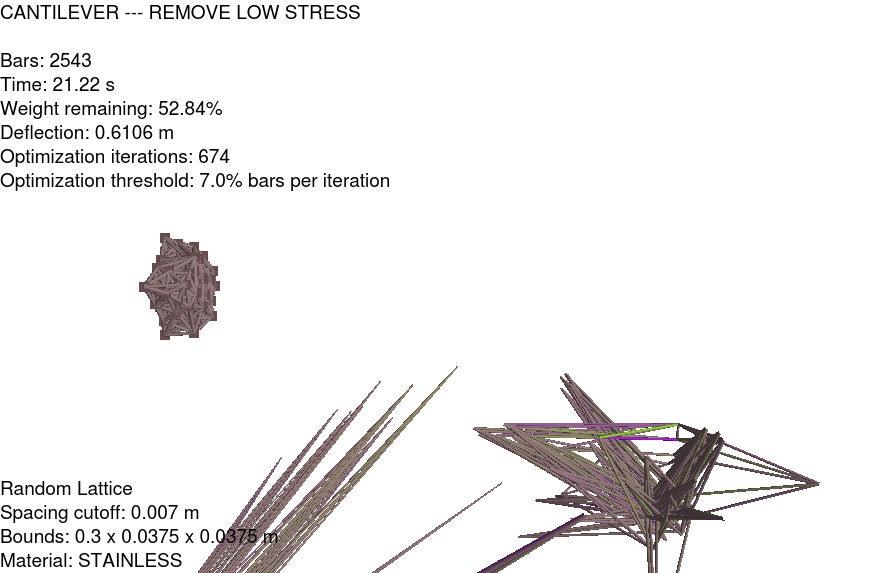 CANTILEVER --- REMOVE LOW STRESS
Bars: 2543
Time: 21.22 s
Weight remaining: 52.84%
Deflection: 0.6106 m
Optimization iterations: 674
Optimization threshold: 7.0% bars per iteration
Random Lattice
Spacing cutoff: 0.007 m
Bounds: 0.3 x 0.0375 x 0.0375 m
Material: STAINLESS